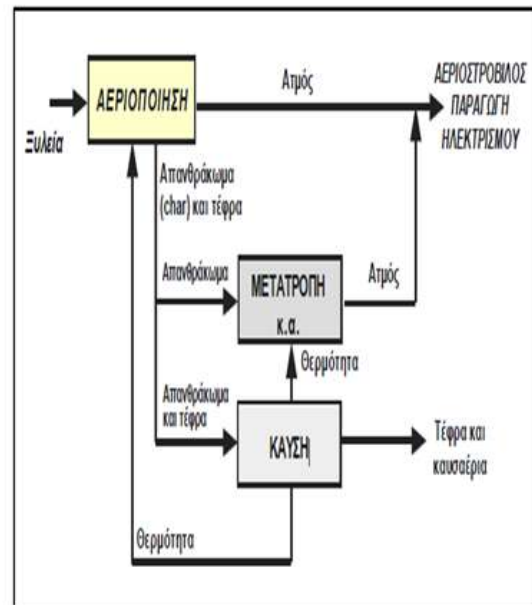 ΑΕΡΙΟΠΟΙΗΣΗ
Ατμός
ΑΕΡΙΟΣΤΡΟΒΙΛΟΣ
ΠΑΡΑΓΩΓΗ
ΗΛΕΚΤΡΙΣΜΟΥ
Ξυλεία
Απανθράκωμα
(char) και τέφρα
Απανθράκωμα
ΜΕΤΑΤΡΟΠΗ
κ.α.
Ατμός
Θερμότητα
Απανθράκωμα
και τέφρα
ΚΑΥΣΗ
Τέφρα και
καυσαέρια
Θερμότητα